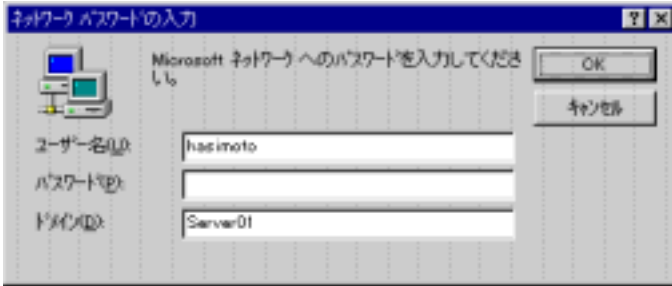 ﾈｯﾄﾜｰｸ ﾊﾟｽﾜｰﾄﾞの入力
Microsoft ﾈｯﾄﾜｰｸ へのﾊﾟｽﾜｰﾄﾞを入力してくださ
い。
OK
ｷｬﾝｾﾙ
ﾕｰｻﾞｰ名(U):
hasimoto
ﾊﾟｽﾜｰﾄﾞ(P):
ﾄﾞﾒｲﾝ(D):
Server01